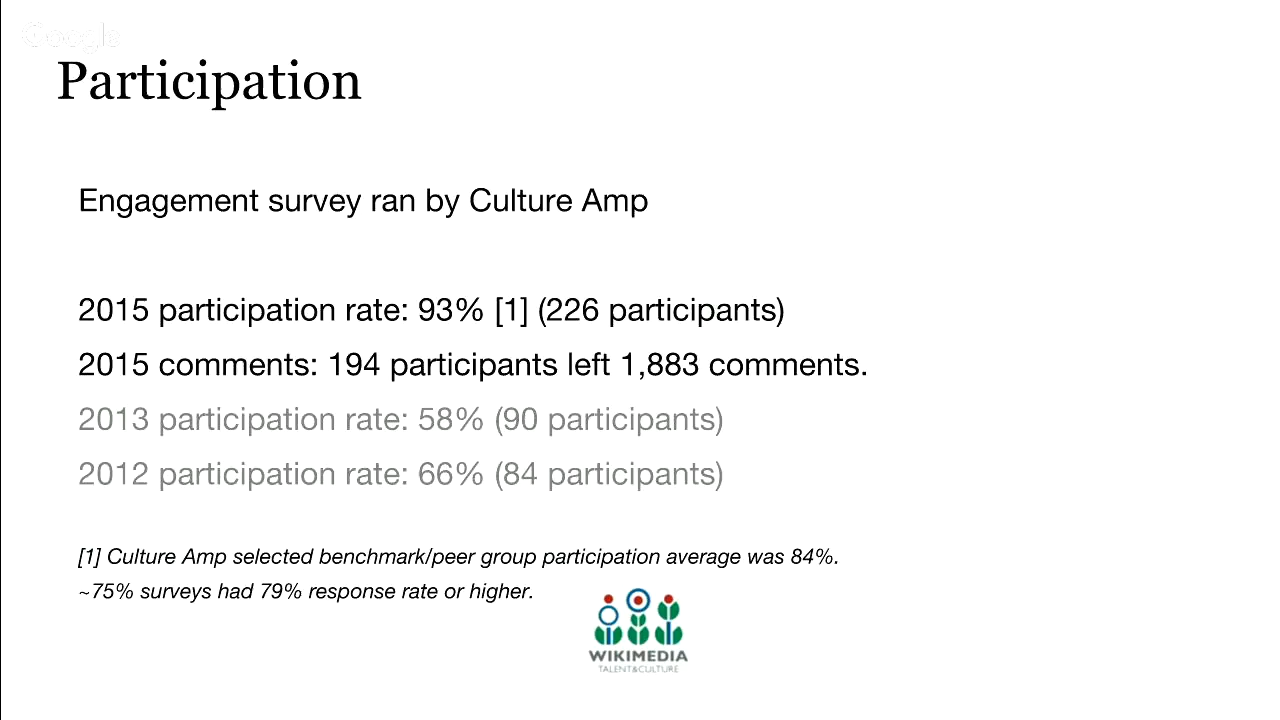 Google
Participation
Engagement survey ran by Culture Amp
2015 participation rate: 93% [1] (226 participants)
2015 comments: 194 participants left 1,883 comments.
2013 participation rate: 58% (90 participants)
2012 participation rate: 66% (84 participants)
[1] Culture Amp selected benchmark/peer group participation average was 84%.
~75% surveys had 79% response rate or higher.
WIKIMEDIA
TALENT&CULTURE